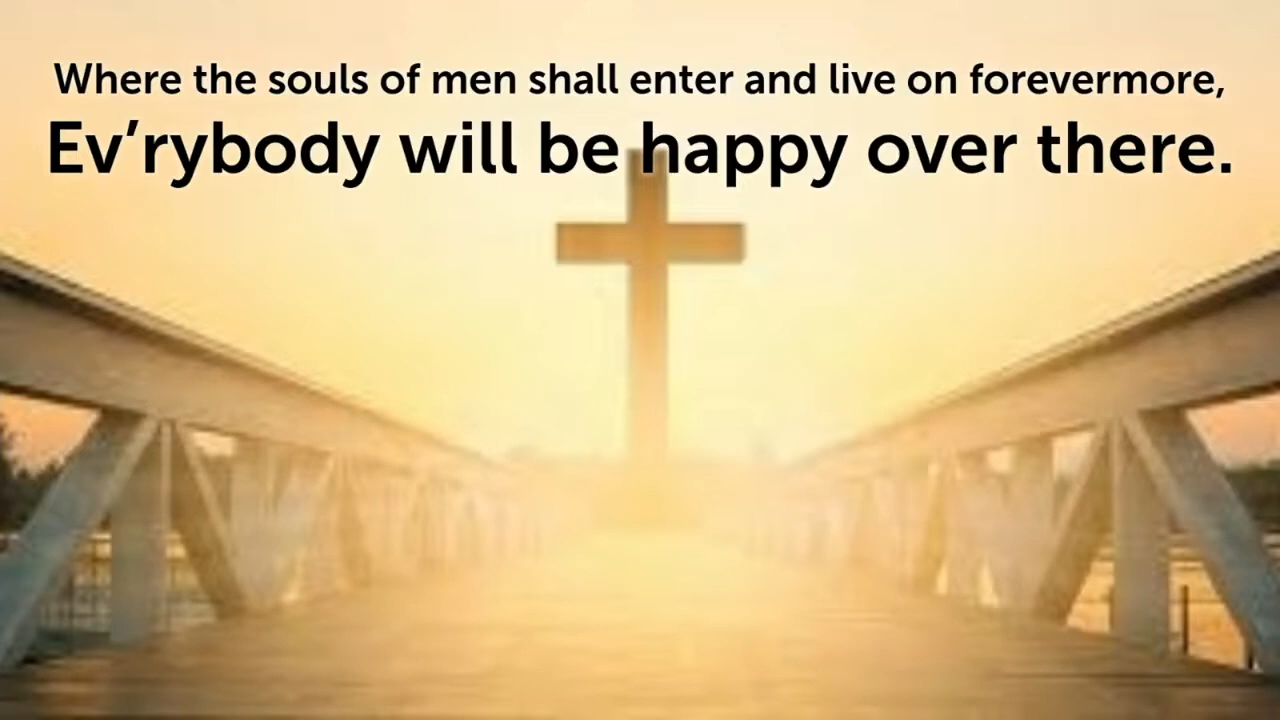 Where the souls of men shall enter and live on forevermore,
Ev’rybody will be happy over there.